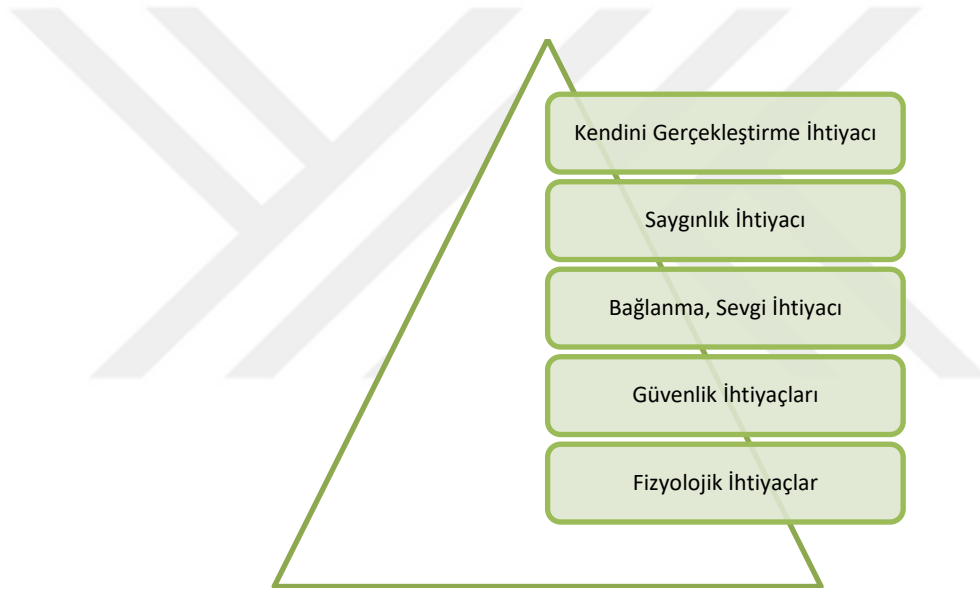 Kendini Gerçekleştirme İhtiyacı
Saygınlık İhtiyacı
Bağlanma, Sevgi İhtiyacı
Güvenlik İhtiyaçları
Fizyolojik İhtiyaçlar